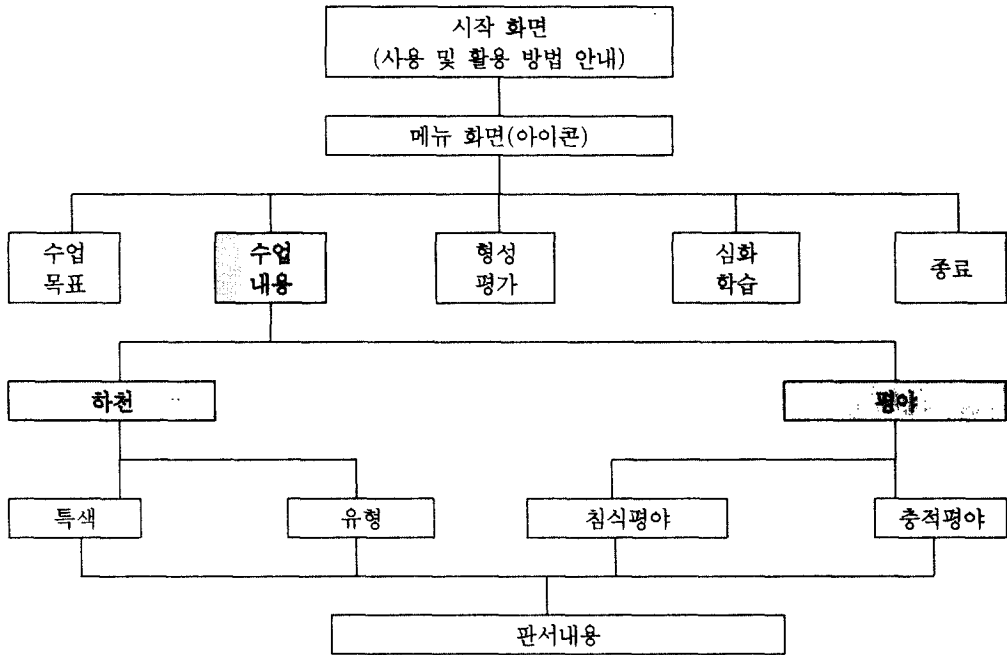 시작 화면
(사용 및 활용 방법 안내)
메뉴 화면(아이콘)
수업
목표
수업
내용
형성
평가
심화
학습
종료
하천
평야
특색
유형
침식평야
충적평야
판서내용